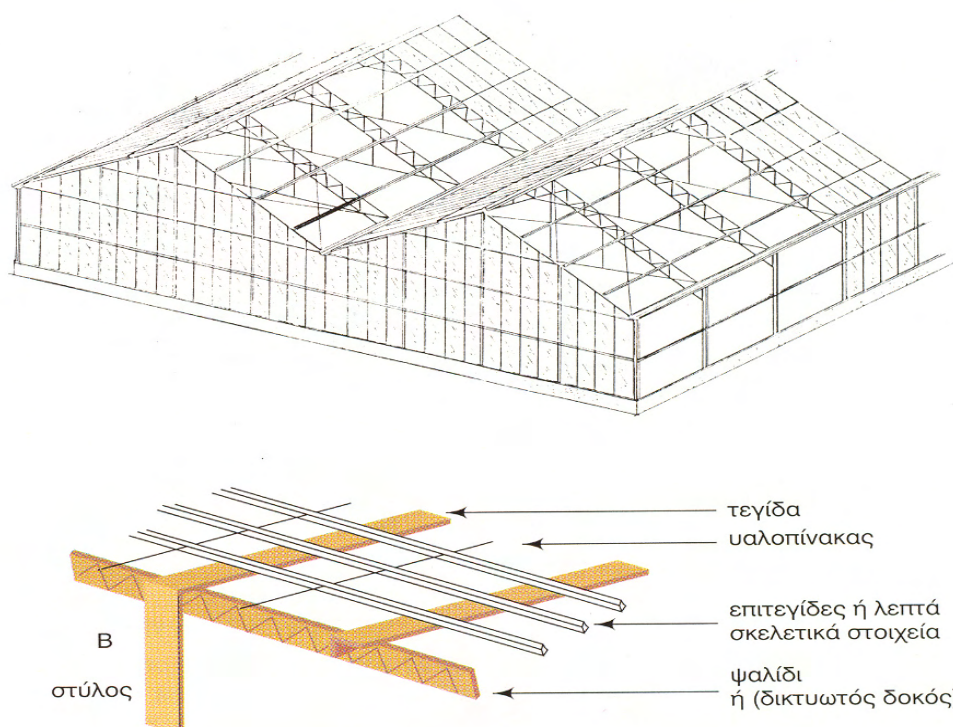 τεγίδα
υαλοπίνακας
επιτεγίδες ή λεπτά
σκελετικά στοιχεία
Β
στύλος
ψαλίδι
ή (δικτυωτός δοκός)